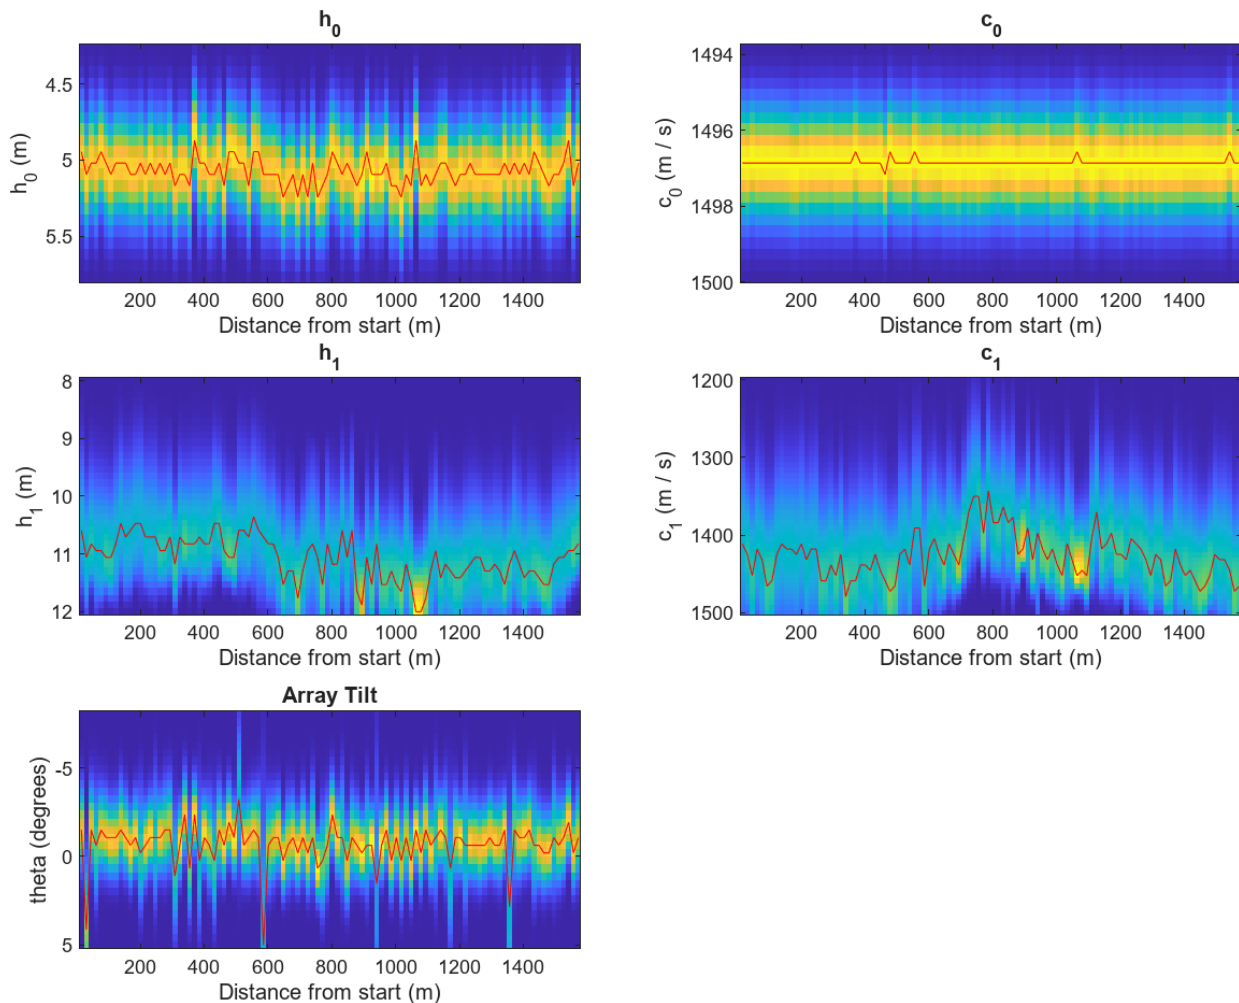 h₀
h₀ (m)
4.5
5
5.5
200 400 600 800 1000 1200 1400
Distance from start (m)
c₀
c₀ (m / s)
1494
1496
1498
1500
200 400 600 800 1000 1200 1400
Distance from start (m)
h₁
h₁ (m)
8
9
10
11
12
200 400 600 800 1000 1200 1400
Distance from start (m)
c₁
c₁ (m / s)
1200
1300
1400
1500
200 400 600 800 1000 1200 1400
Distance from start (m)
Array Tilt
theta (degrees)
-5
0
5
200 400 600 800 1000 1200 1400
Distance from start (m)